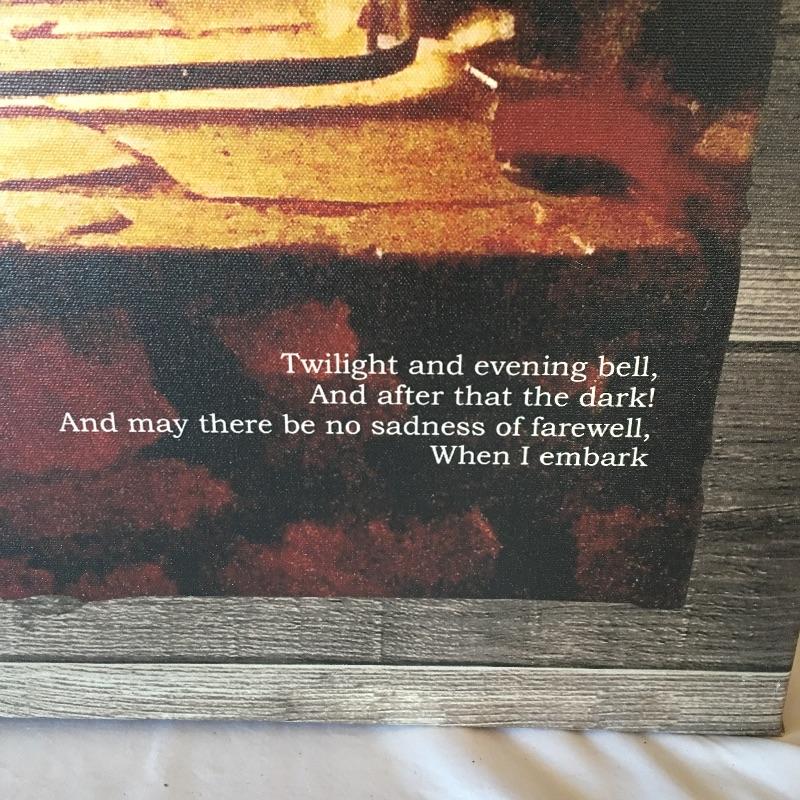 Twilight and evening bell,
And after that the dark!
And may there be no sadness of farewell,
When I embark